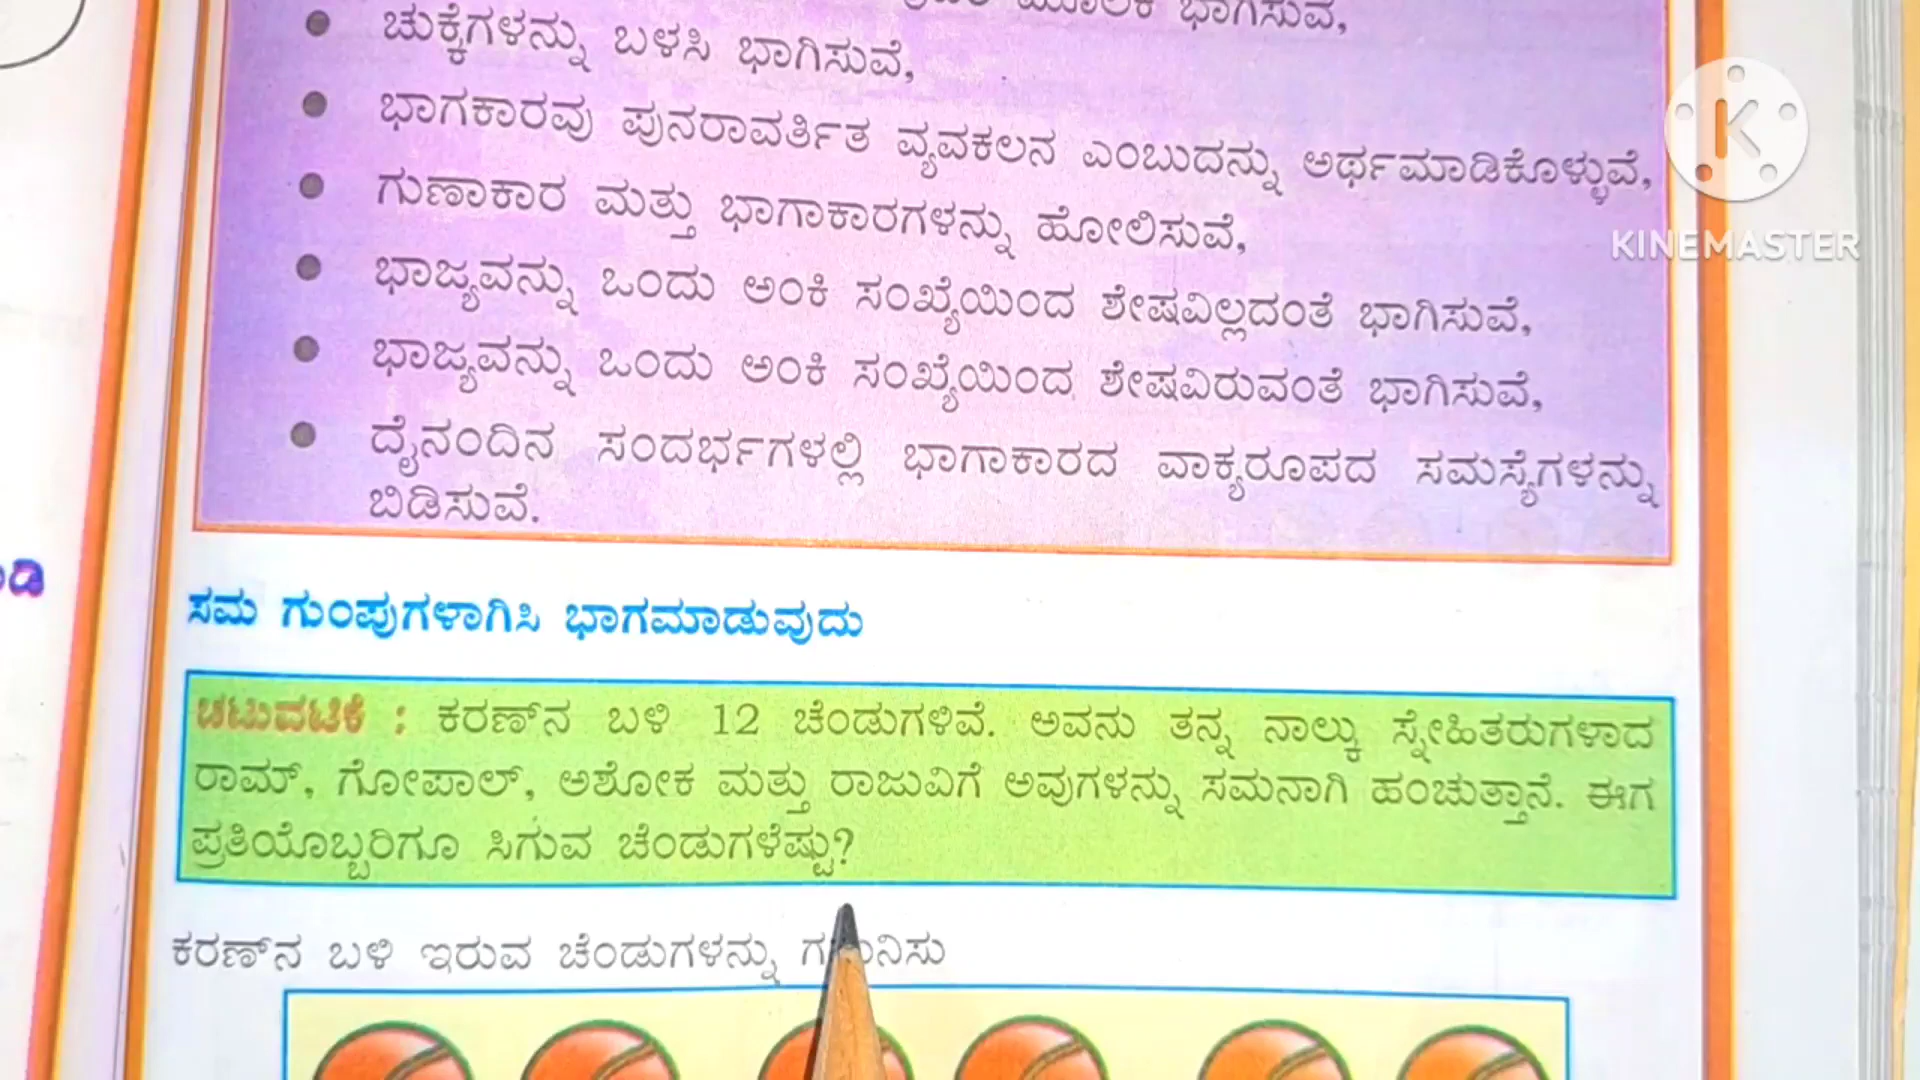 ಮೂಲಕ ಭಾಗಿಸುವೆ,
ಚುಕ್ಕೆಗಳನ್ನು ಬಳಸಿ ಭಾಗಿಸುವೆ,
ಭಾಗಕಾರವು ಪುನರಾವರ್ತಿತ ವ್ಯವಕಲನ ಎಂಬುದನ್ನು ಅರ್ಥಮಾಡಿಕೊಳ್ಳುವೆ,
ಗುಣಾಕಾರ ಮತ್ತು ಭಾಗಾಕಾರಗಳನ್ನು ಹೋಲಿಸುವೆ,
ಭಾಜ್ಯವನ್ನು ಒಂದು ಅಂಕಿ ಸಂಖ್ಯೆಯಿಂದ ಶೇಷವಿಲ್ಲದಂತೆ ಭಾಗಿಸುವೆ,
ಭಾಜ್ಯವನ್ನು ಒಂದು ಅಂಕಿ ಸಂಖ್ಯೆಯಿಂದ ಶೇಷವಿರುವಂತೆ ಭಾಗಿಸುವೆ,
ದೈನಂದಿನ ಸಂದರ್ಭಗಳಲ್ಲಿ ಭಾಗಾಕಾರದ ವಾಕ್ಯರೂಪದ ಸಮಸ್ಯೆಗಳನ್ನು
ಬಿಡಿಸುವೆ.
K
KINEMASTER
ಸಮ ಗುಂಪುಗಳಾಗಿಸಿ ಭಾಗಮಾಡುವುದು
ಚಟುವಟಿಕೆ : ಕರಣ್‌ನ ಬಳಿ 12 ಚೆಂಡುಗಳಿವೆ. ಅವನು ತನ್ನ ನಾಲ್ಕು ಸ್ನೇಹಿತರುಗಳಾದ
ರಾಮ್, ಗೋಪಾಲ್, ಅಶೋಕ ಮತ್ತು ರಾಜುವಿಗೆ ಅವುಗಳನ್ನು ಸಮನಾಗಿ ಹಂಚುತ್ತಾನೆ. ಈಗ
ಪ್ರತಿಯೊಬ್ಬರಿಗೂ ಸಿಗುವ ಚೆಂಡುಗಳೆಷ್ಟು?
ಕರಣ್‌ನ ಬಳಿ ಇರುವ ಚೆಂಡುಗಳನ್ನು ಗಮನಿಸು